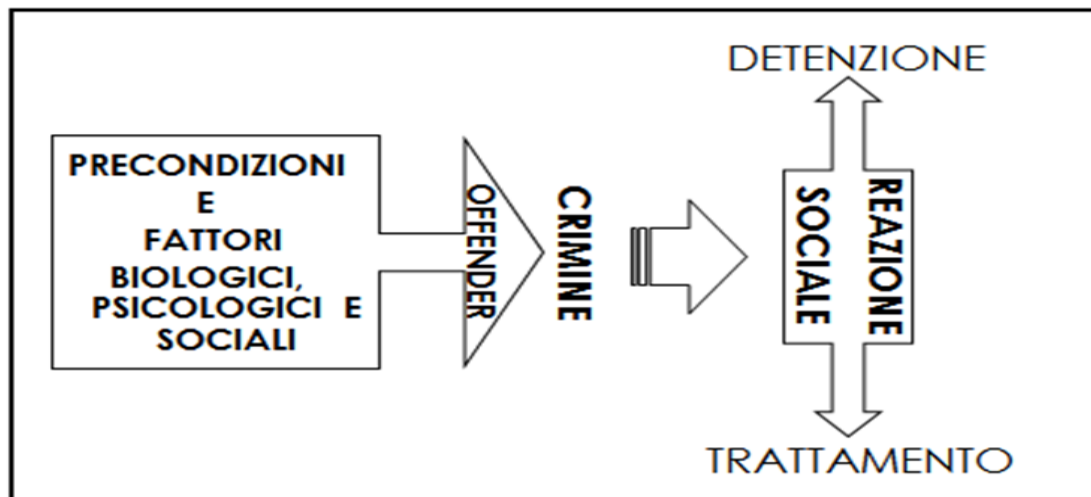 PRECONDIZIONI
E
FATTORI
BIOLOGICI,
PSICOLOGICI E
SOCIALI
OFFENDER
CRIMINE
DETENZIONE
REAZIONE
SOCIALE
TRATTAMENTO